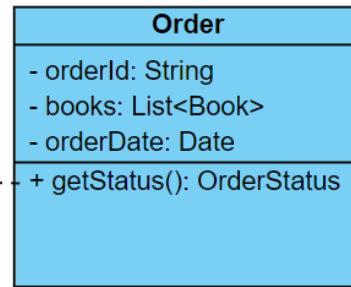 Order
- orderId: String
- books: List<Book>
- orderDate: Date
+ getStatus(): OrderStatus